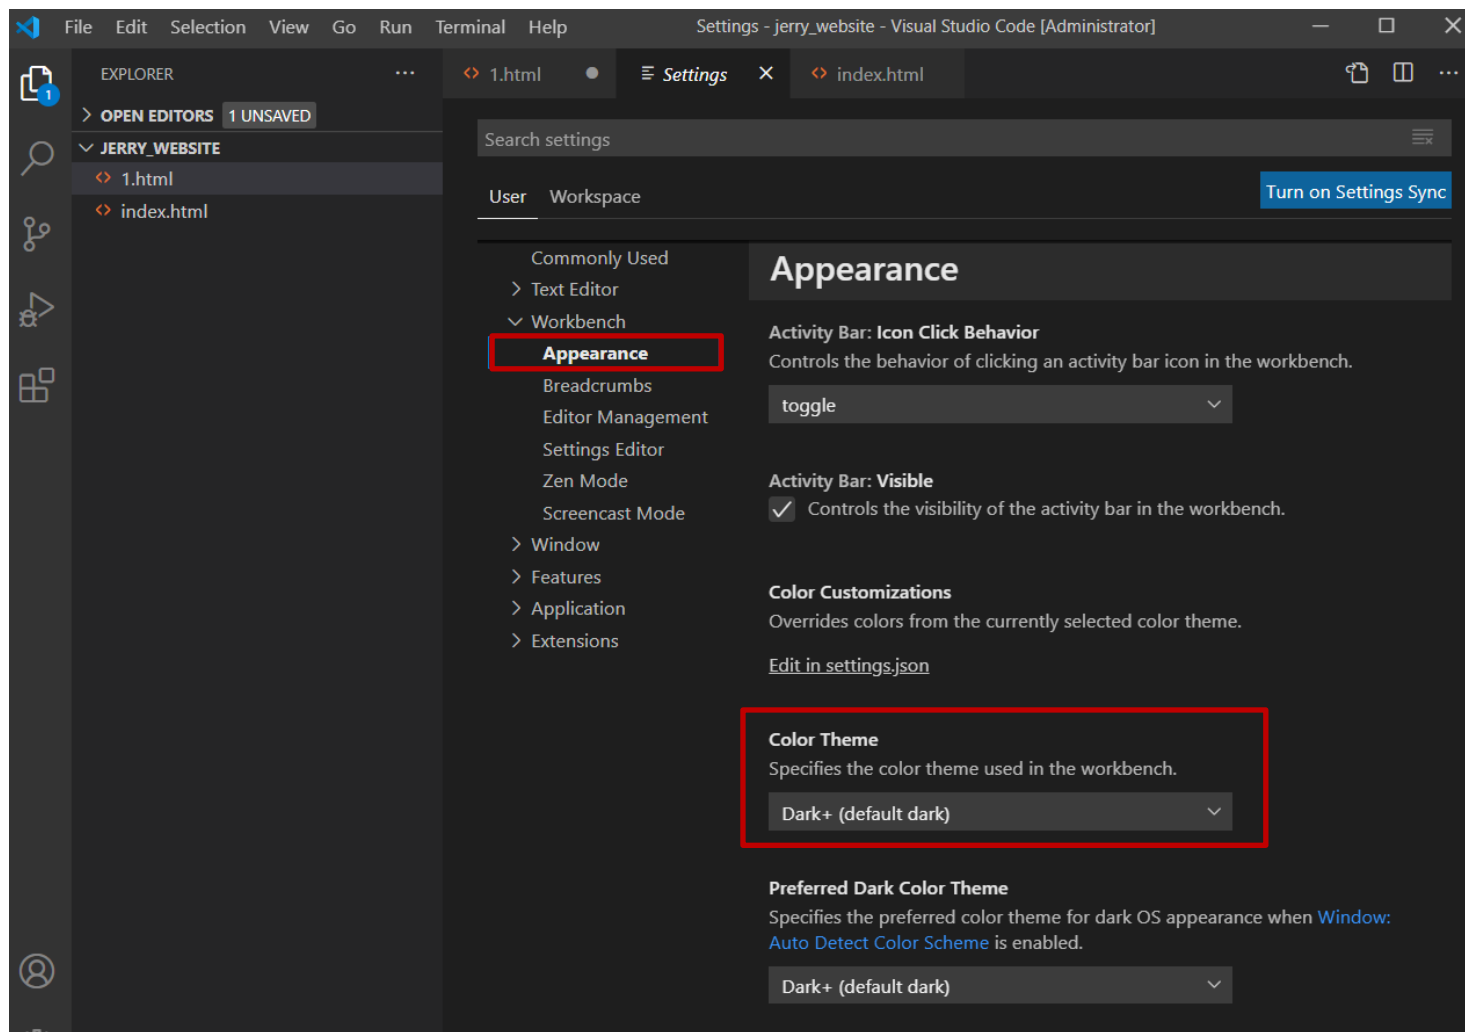 File Edit Selection View Go Run Terminal Help Settings - jerry_website - Visual Studio Code [Administrator]
EXPLORER
1.html Settings index.html
1
OPEN EDITORS 1 UNSAVED
JERRY_WEBSITE
1.html
index.html
Search settings
User Workspace
Turn on Settings Sync
Commonly Used
Text Editor
Workbench
Appearance
Breadcrumbs
Editor Management
Settings Editor
Zen Mode
Screencast Mode
Window
Features
Application
Extensions
Appearance
Activity Bar: Icon Click Behavior
Controls the behavior of clicking an activity bar icon in the workbench.
toggle
Activity Bar: Visible
Controls the visibility of the activity bar in the workbench.
Color Customizations
Overrides colors from the currently selected color theme.
Edit in settings.json
Color Theme
Specifies the color theme used in the workbench.
Dark+ (default dark)
Preferred Dark Color Theme
Specifies the preferred color theme for dark OS appearance when Window:
Auto Detect Color Scheme is enabled.
Dark+ (default dark)